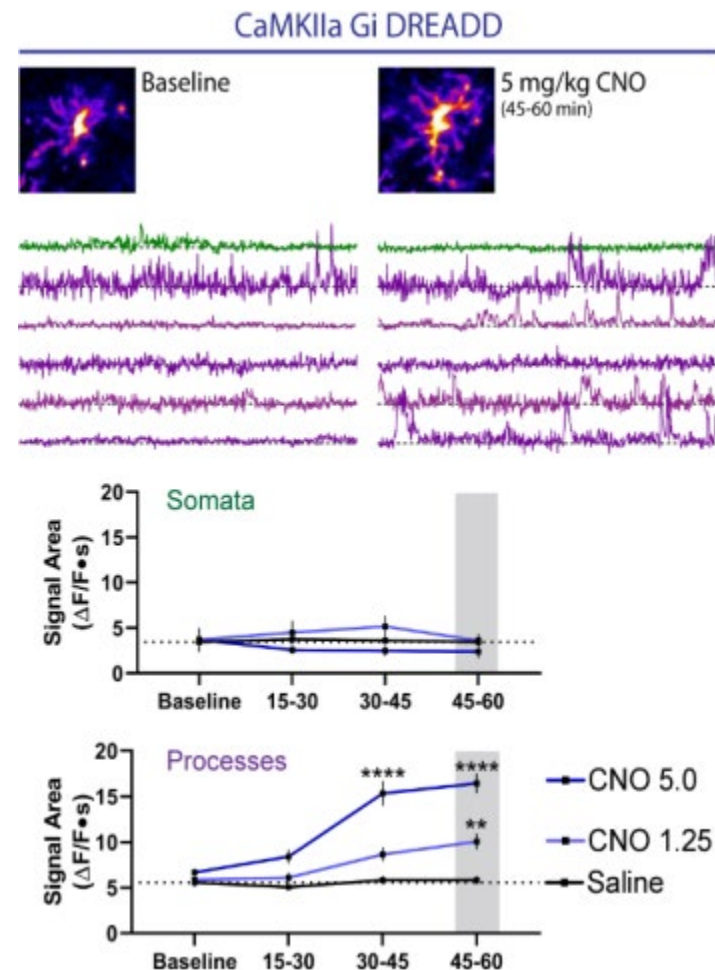 CaMKIIa Gi DREADD
Baseline
5 mg/kg CNO
(45-60 min)
Somata
Signal Area
(ΔF/F•s)
20
15
10
5
0
Baseline 15-30 30-45 45-60
Processes
Signal Area
(ΔF/F•s)
20
15
10
5
0
****
****
**
Baseline 15-30 30-45 45-60
CNO 5.0
CNO 1.25
Saline